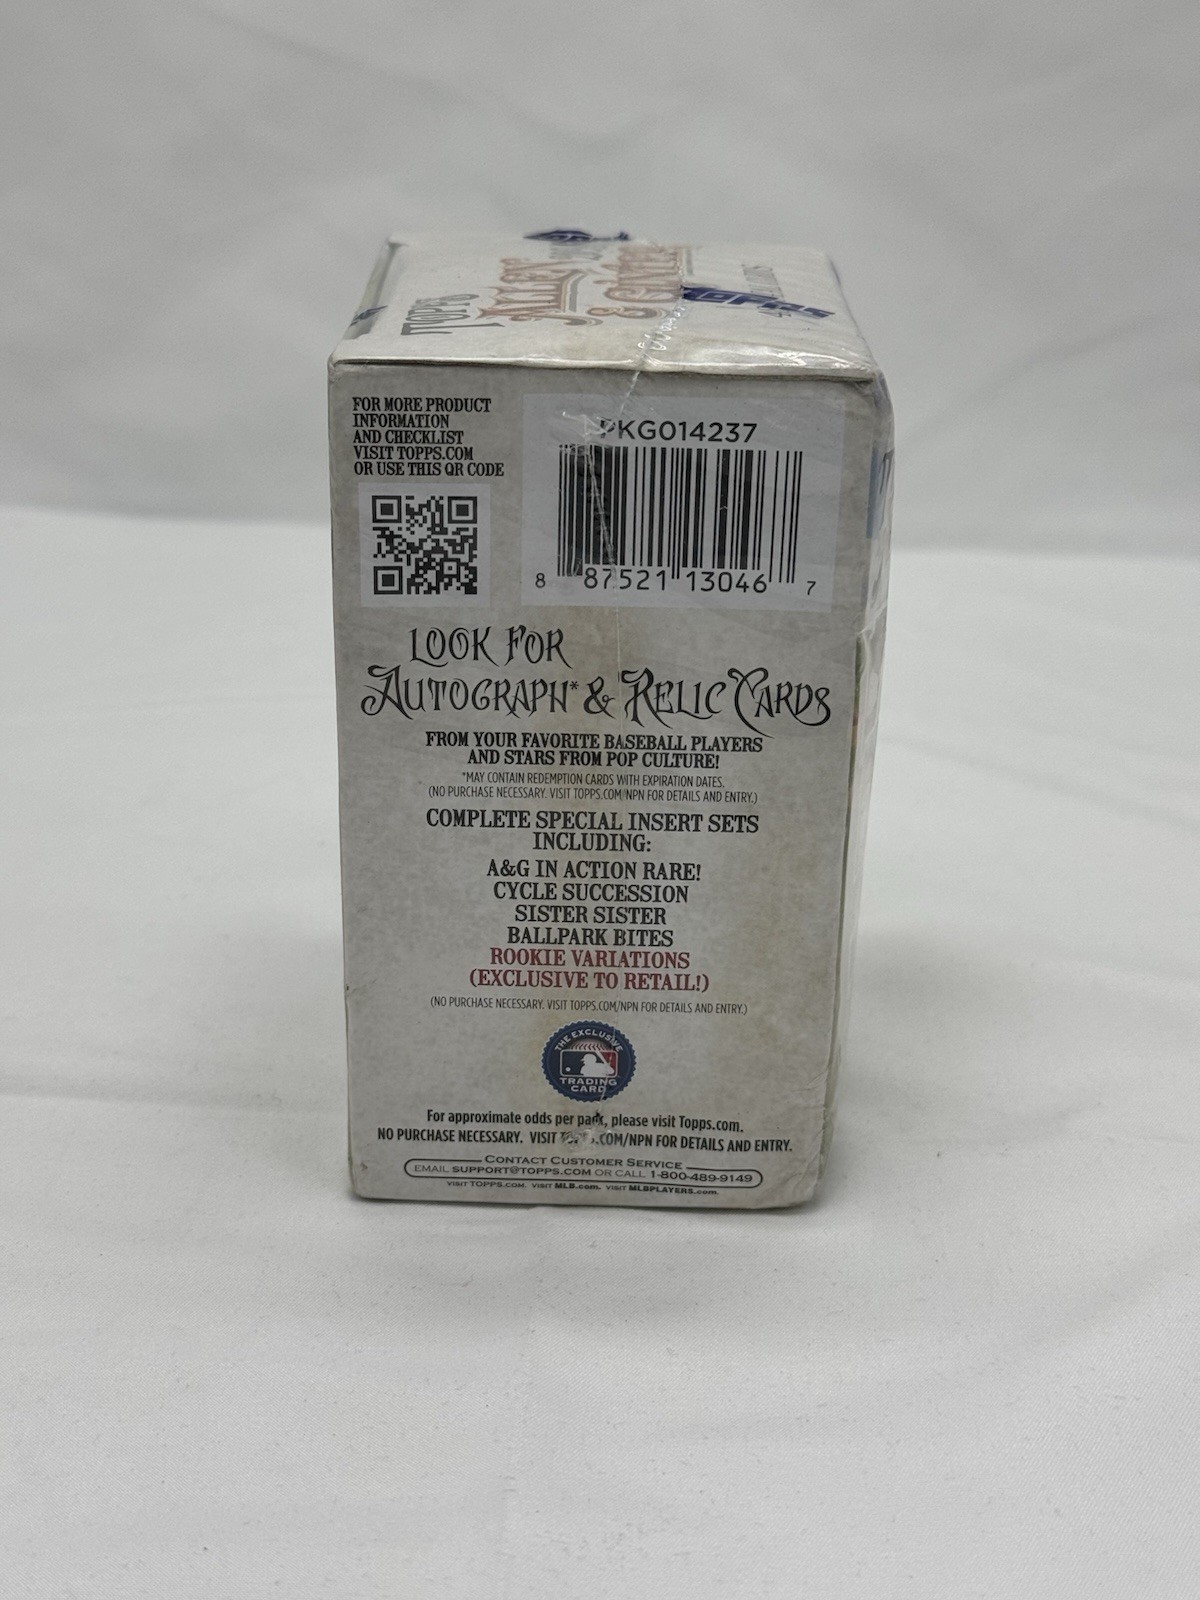 TOPPS
ALLEN
& GINTER
TOPPS
FOR MORE PRODUCT
INFORMATION
AND CHECKLIST
VISIT TOPPS.COM
OR USE THIS QR CODE
PKG014237
8 87521 13046 7
LOOK FOR
AUTOGRAPH* & RELIC CARDS
FROM YOUR FAVORITE BASEBALL PLAYERS
AND STARS FROM POP CULTURE!
*MAY CONTAIN REDEMPTION CARDS WITH EXPIRATION DATES.
(NO PURCHASE NECESSARY. VISIT TOPPS.COM/NPN FOR DETAILS AND ENTRY.)
COMPLETE SPECIAL INSERT SETS
INCLUDING:
A&G IN ACTION RARE!
CYCLE SUCCESSION
SISTER SISTER
BALLPARK BITES
ROOKIE VARIATIONS
(EXCLUSIVE TO RETAIL!)
(NO PURCHASE NECESSARY. VISIT TOPPS.COM/NPN FOR DETAILS AND ENTRY.)
THE EXCLUSIVE
TRADING
CARD
For approximate odds per pack, please visit Topps.com.
NO PURCHASE NECESSARY. VISIT TOPPS.COM/NPN FOR DETAILS AND ENTRY.
CONTACT CUSTOMER SERVICE
EMAIL SUPPORT@TOPPS.COM OR CALL 1-800-489-9149
VISIT TOPPS.COM. VISIT MLB.com. VISIT MLBPLAYERS.com.